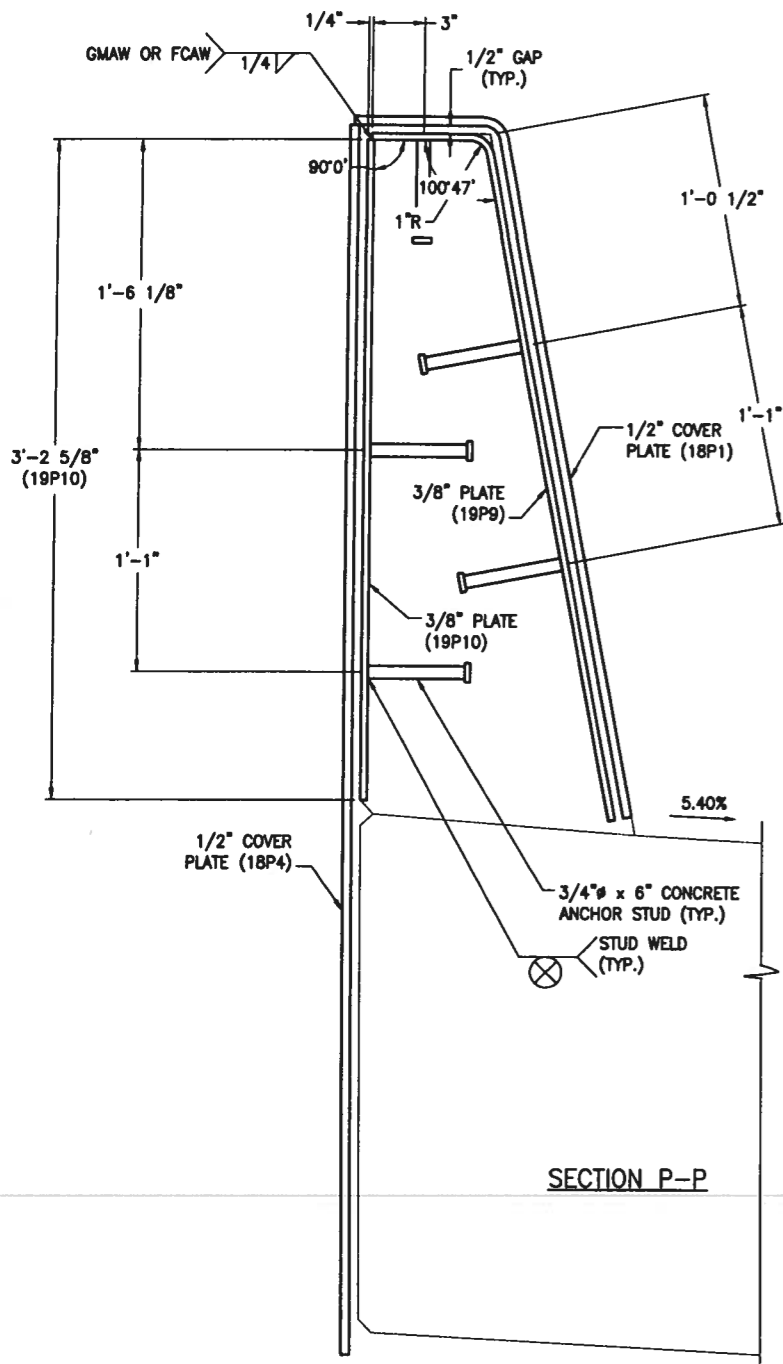 1/4"
3"
GMAW OR FCAW
1/4
1/2" GAP
(TYP.)
90°0'
100°47'
1"R
1'-0 1/2"
1'-6 1/8"
3'-2 5/8"
(19P10)
1'-1"
1/2" COVER
PLATE (18P1)
3/8" PLATE
(19P9)
1'-1"
3/8" PLATE
(19P10)
5.40%
1/2" COVER
PLATE (18P4)
3/4"ø x 6" CONCRETE
ANCHOR STUD (TYP.)
STUD WELD
(TYP.)
SECTION P-P